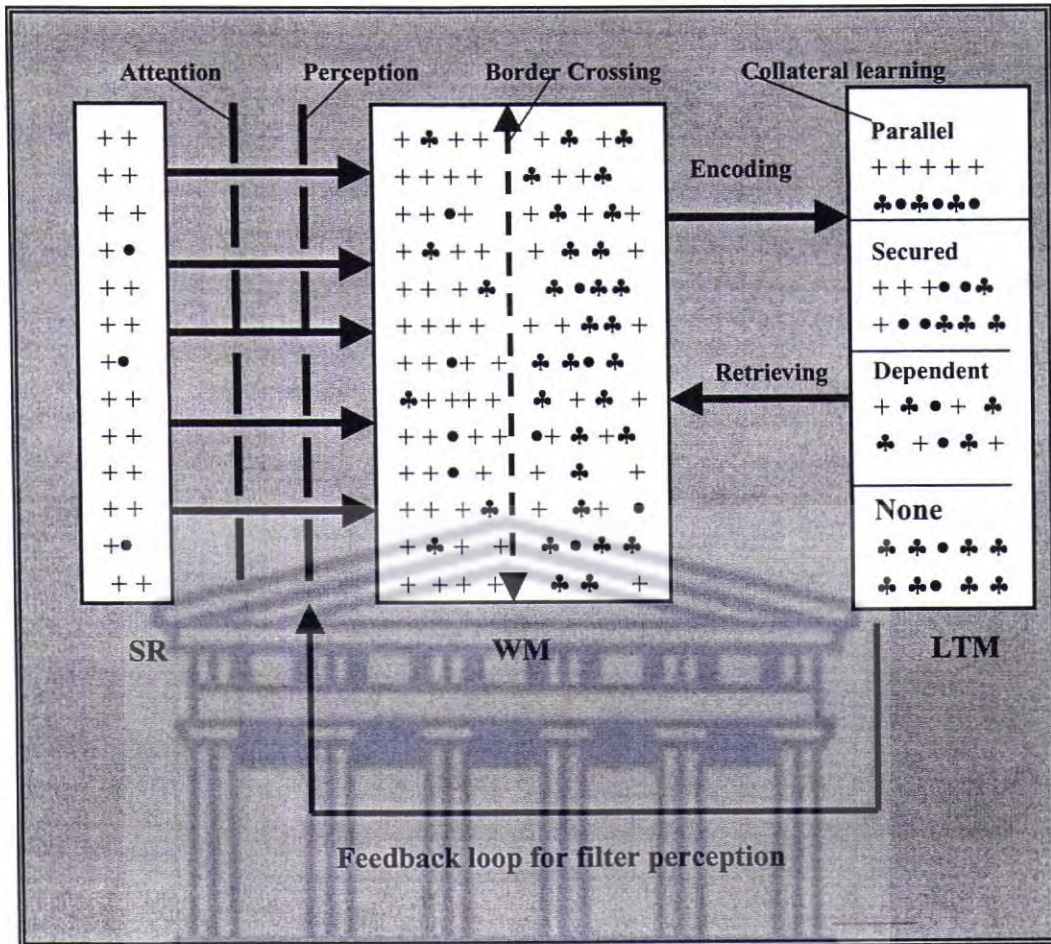 Attention
Perception
Border Crossing
Collateral learning
Parallel
Encoding
Secured
Retrieving
Dependent
None
SR
WM
LTM
Feedback loop for filter perception